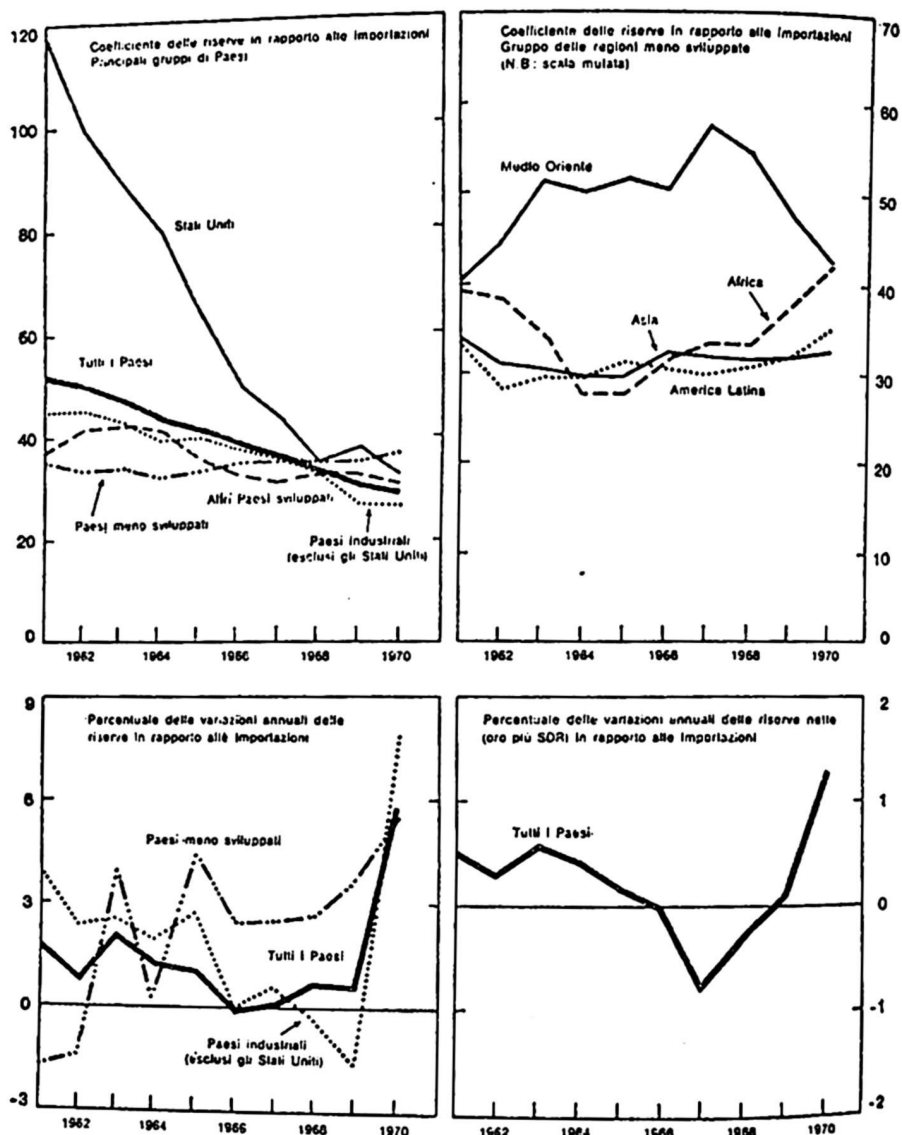 Coefficiente delle riserve in rapporto alle importazioni
Principali gruppi di Paesi
120
100
80
60
40
20
0
Stati Uniti
Tutti i Paesi
Altri Paesi sviluppati
Paesi meno sviluppati
Paesi industriali
(esclusi gli Stati Uniti)
1962 1964 1966 1968 1970
Coefficiente delle riserve in rapporto alle importazioni
Gruppo delle regioni meno sviluppate
(N.B: scala mutata)
70
60
50
40
30
20
10
0
Medio Oriente
Africa
Asia
America Latina
1962 1964 1966 1968 1970
Percentuale delle variazioni annuali delle
riserve in rapporto alle importazioni
9
6
3
0
-3
Paesi meno sviluppati
Tutti i Paesi
Paesi industriali
(esclusi gli Stati Uniti)
1962 1964 1966 1968 1970
Percentuale delle variazioni annuali delle riserve nette
(oro più SDR) in rapporto alle importazioni
2
1
0
-1
-2
Tutti i Paesi
1962 1964 1966 1968 1970